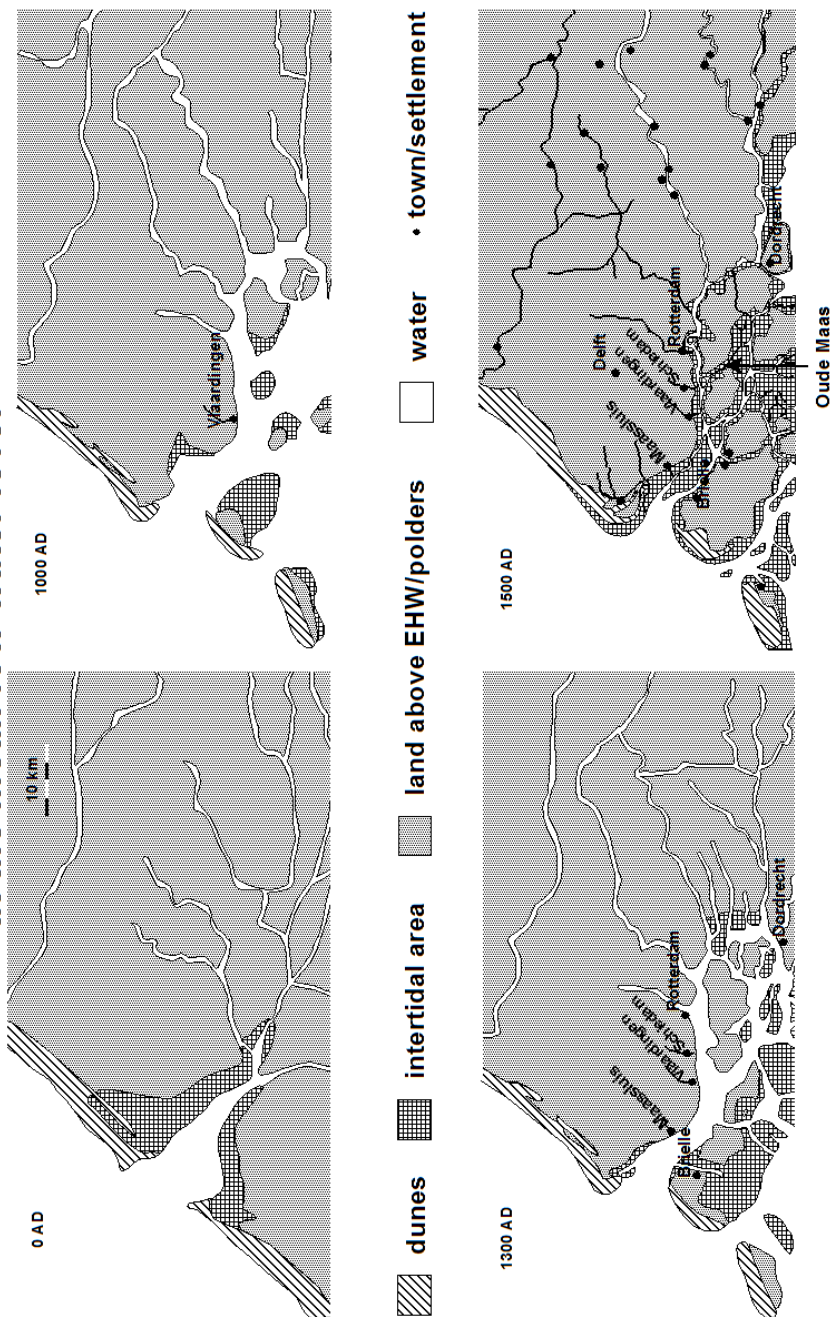 0 AD
10 km
1000 AD
Vlaardingen
dunes
intertidal area
land above EHW/polders
water
town/settlement
1300 AD
Brielle
Maassluis
Vlaardingen
Schiedam
Rotterdam
Dordrecht
1500 AD
Brielle
Maassluis
Vlaardingen
Schiedam
Delft
Rotterdam
Dordrecht
Oude Maas